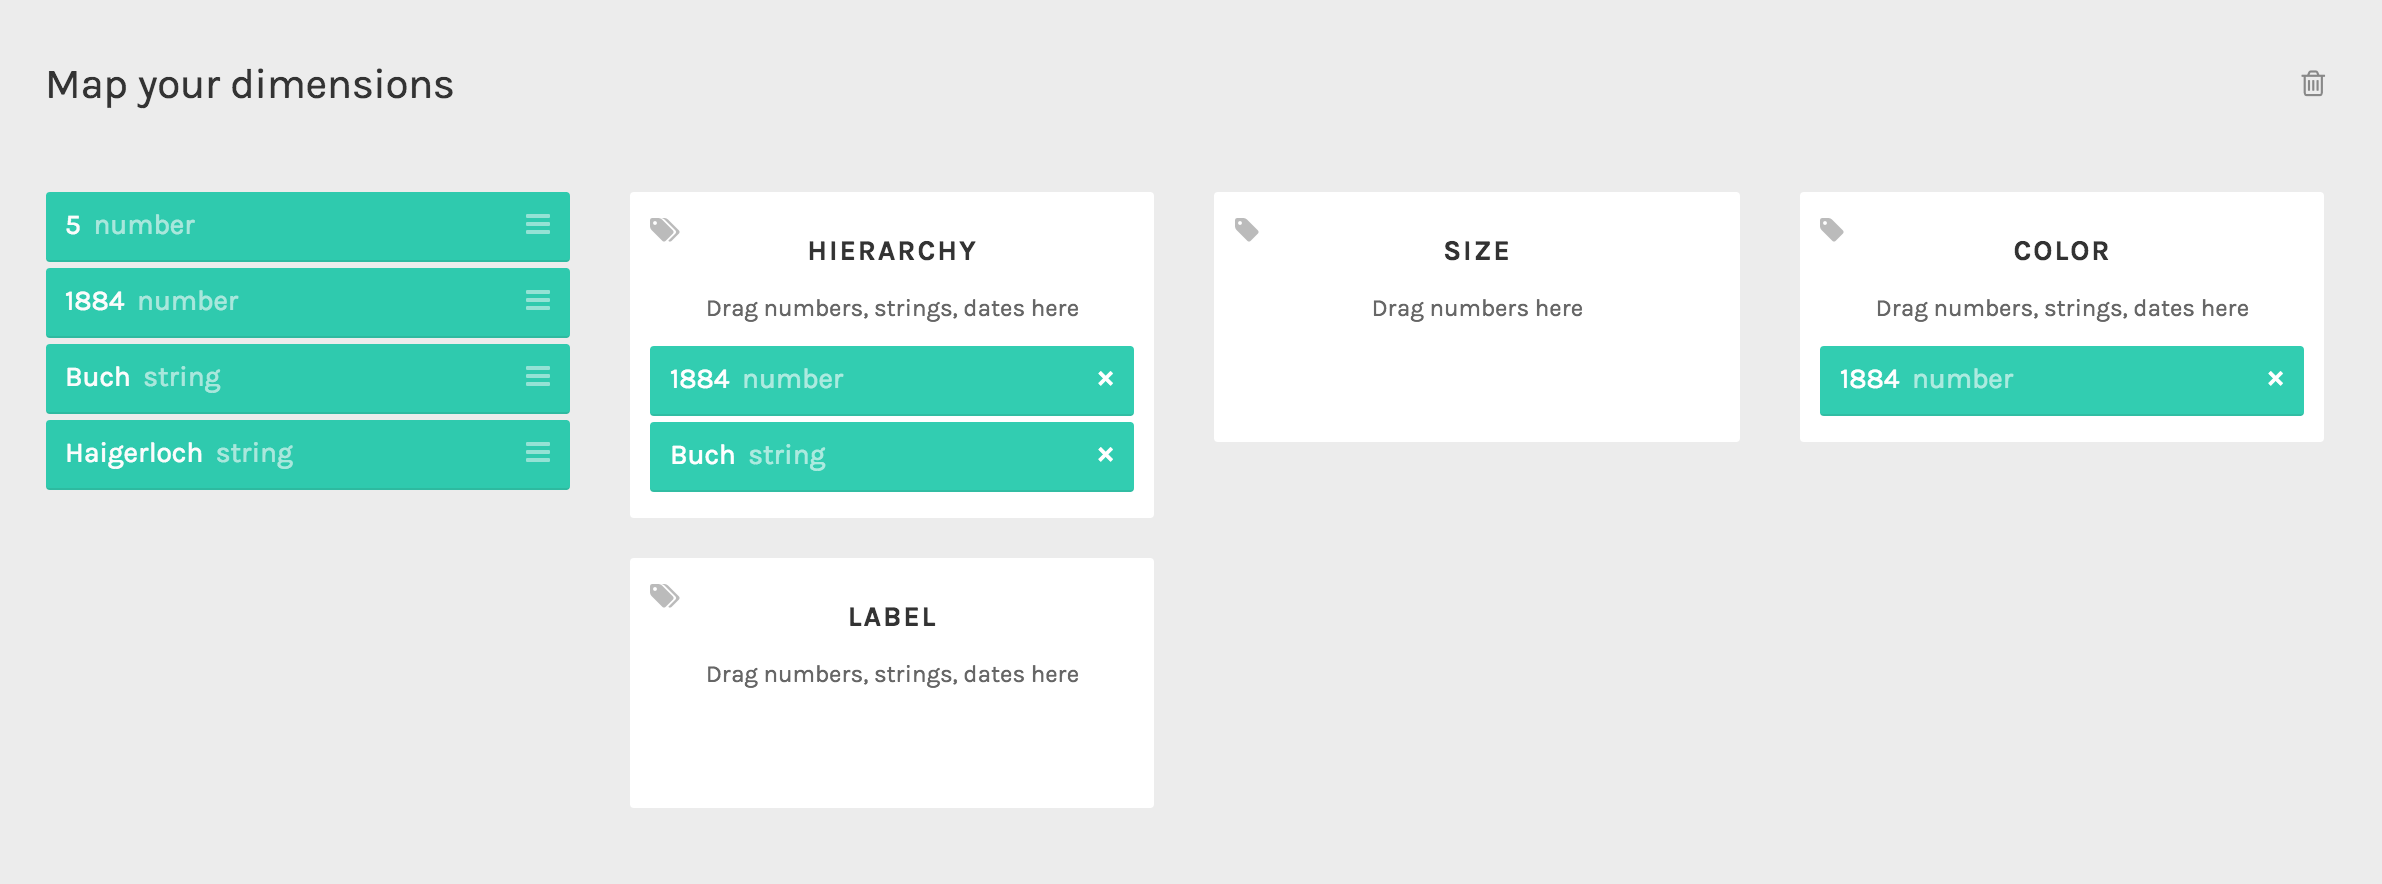 Map your dimensions
5 number
1884 number
Buch string
Haigerloch string
HIERARCHY
Drag numbers, strings, dates here
1884 number
Buch string
SIZE
Drag numbers here
COLOR
Drag numbers, strings, dates here
1884 number
LABEL
Drag numbers, strings, dates here